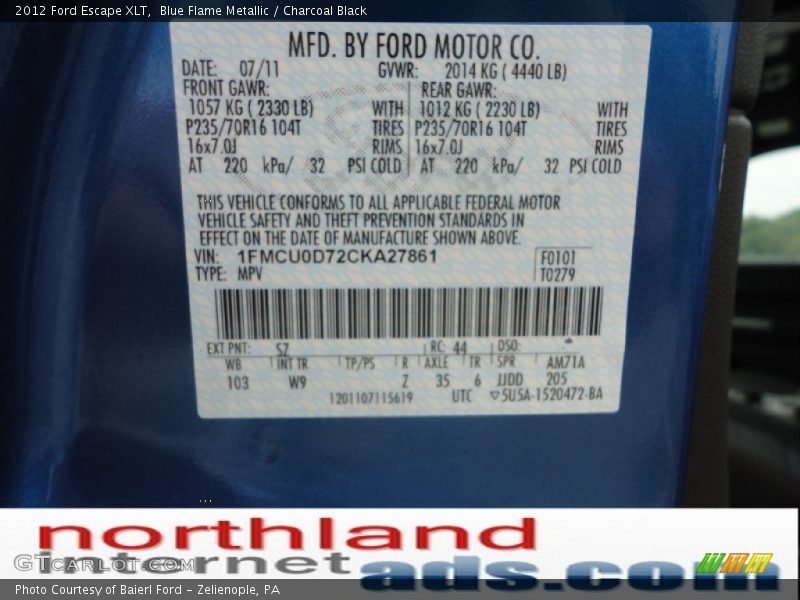 2012 Ford Escape XLT, Blue Flame Metallic / Charcoal Black
MFD. BY FORD MOTOR CO.
DATE: 07/11 GVWR: 2014 KG ( 4440 LB)
FRONT GAWR: REAR GAWR:
1057 KG ( 2330 LB) WITH 1012 KG ( 2230 LB) WITH
P235/70R16 104T TIRES P235/70R16 104T TIRES
16x7.0J RIMS 16x7.0J RIMS
AT 220 kPa/ 32 PSI COLD AT 220 kPa/ 32 PSI COLD
THIS VEHICLE CONFORMS TO ALL APPLICABLE FEDERAL MOTOR
VEHICLE SAFETY AND THEFT PREVENTION STANDARDS IN
EFFECT ON THE DATE OF MANUFACTURE SHOWN ABOVE.
VIN: 1FMCU0D72CKA27861 F0101
TYPE: MPV T0279
EXT PNT: SZ RC: 44 DSO:
WB INT TR TP/PS R AXLE TR SPR AM71A
103 W9 Z 35 6 JJDD 205
1201107115619 UTC ▽5U5A-1520472-BA
northland
internet
ads.com
GTCARLOT.COM
Photo Courtesy of Baierl Ford - Zelienople, PA